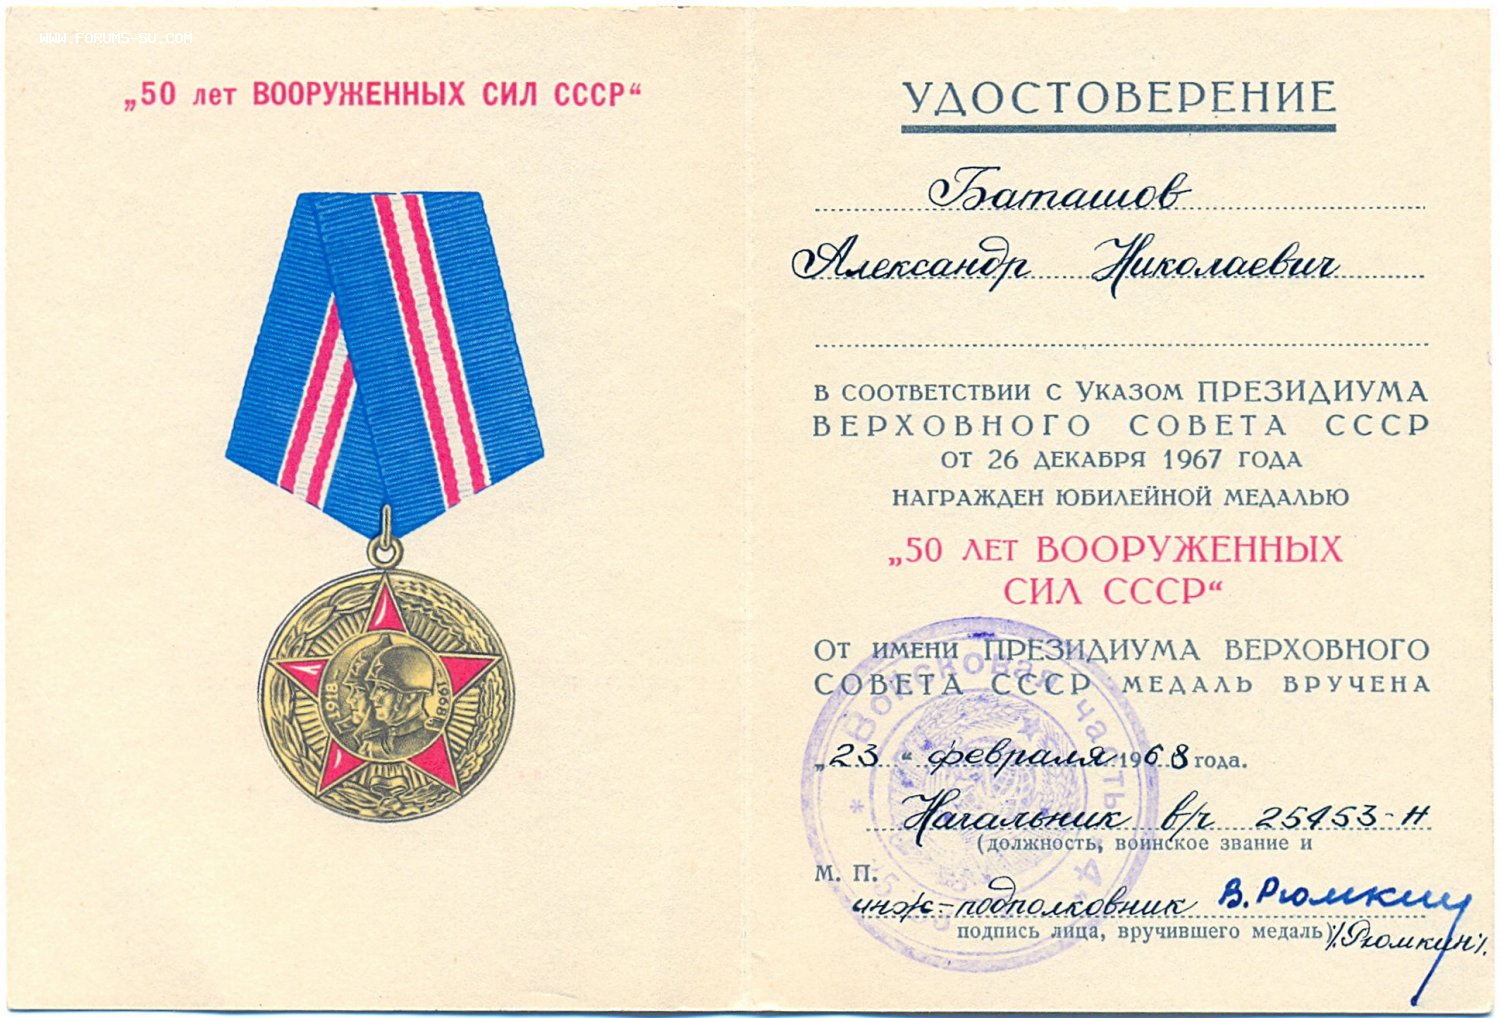 WWW.FORUMS-SU.COM
„50 лет ВООРУЖЕННЫХ СИЛ СССР“
1918
1968
УДОСТОВЕРЕНИЕ
Баташов
Александр Николаевич
В СООТВЕТСТВИИ С УКАЗОМ ПРЕЗИДИУМА
ВЕРХОВНОГО СОВЕТА СССР
ОТ 26 ДЕКАБРЯ 1967 ГОДА
НАГРАЖДЕН ЮБИЛЕЙНОЙ МЕДАЛЬЮ
„50 ЛЕТ ВООРУЖЕННЫХ
СИЛ СССР“
ОТ ИМЕНИ ПРЕЗИДИУМА ВЕРХОВНОГО
СОВЕТА СССР МЕДАЛЬ ВРУЧЕНА
Войсковая часть
„23“ февраля 1968 года.
Начальник в/ч 25453-Н
(должность, воинское звание и
М. П.
инж-подполковник В. Рюмкин
подпись лица, вручившего медаль) /Рюмкин/.